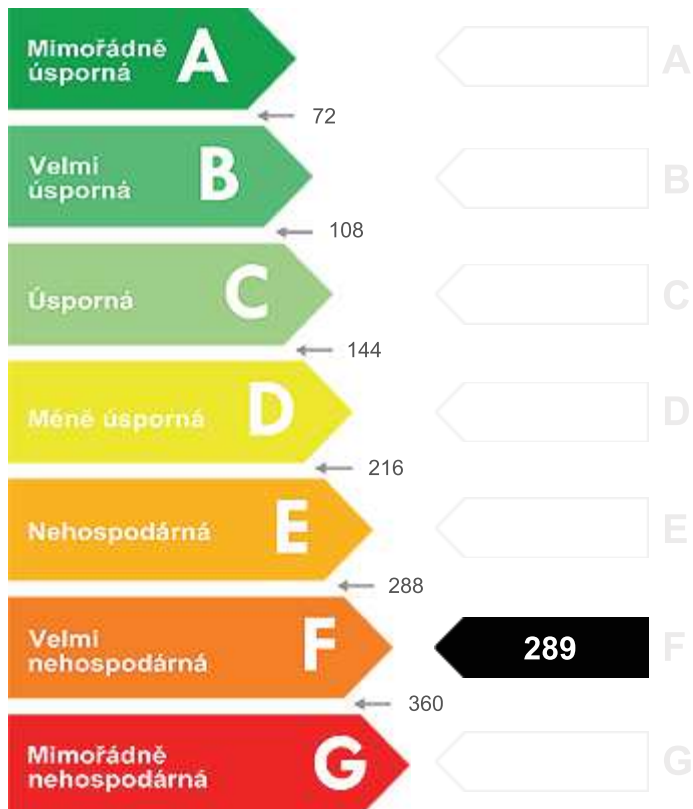 Mimořádně
úsporná
A
A
72
Velmi
úsporná
B
B
108
Úsporná
C
C
144
Méně úsporná
D
D
216
Nehospodárná
E
E
288
Velmi
nehospodárná
F
289
F
360
Mimořádně
nehospodárná
G
G